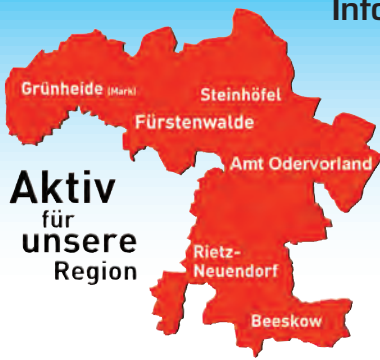 Info
Grünheide (Mark)
Steinhöfel
Fürstenwalde
Amt Odervorland
Aktiv
für
unsere
Region
Rietz-
Neuendorf
Beeskow